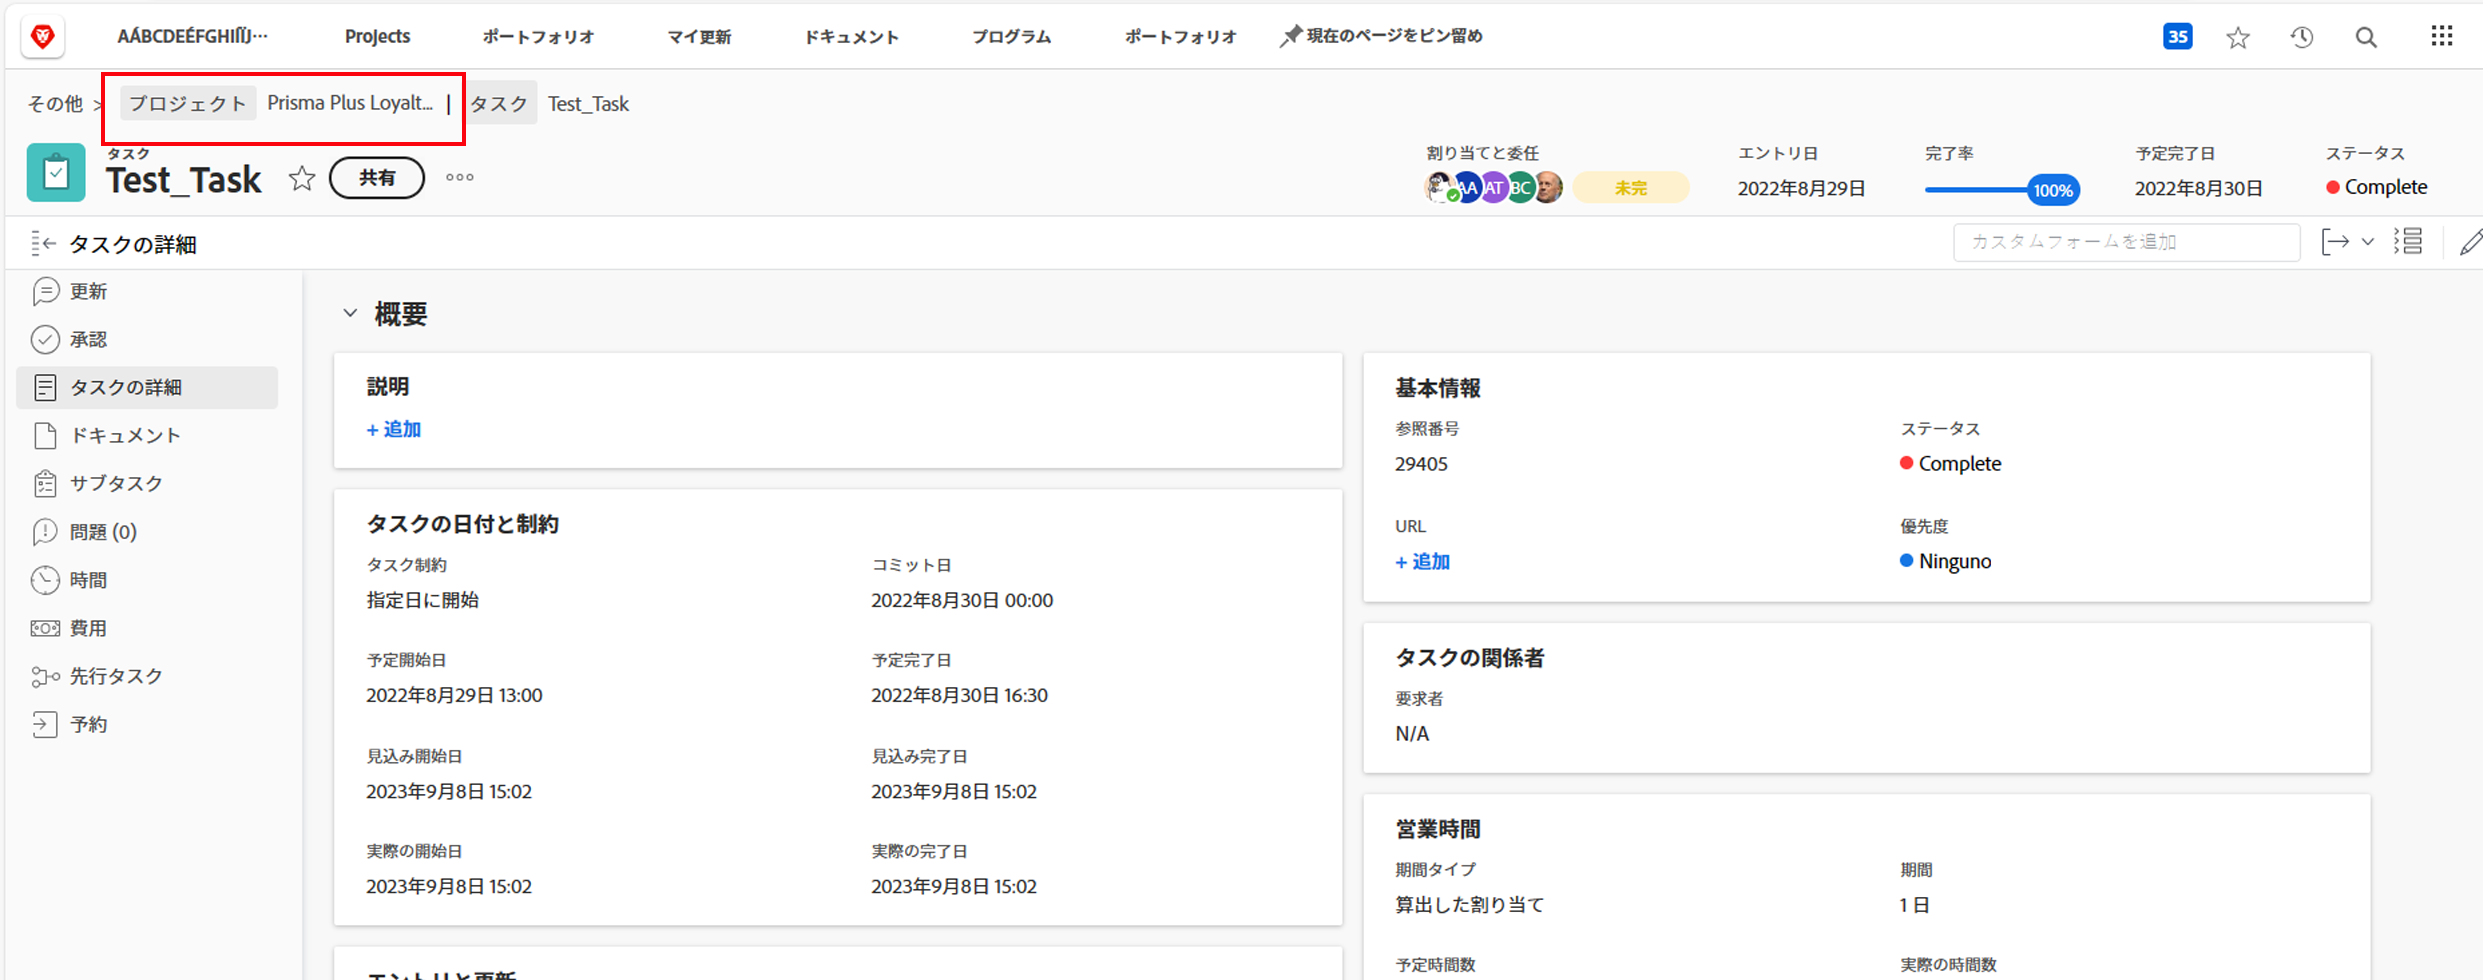 AÁBCDEÉFGHIÍĨJ···
Projects
ポートフォリオ
マイ更新
ドキュメント
プログラム
ポートフォリオ
現在のページをピン留め
35
その他 > プロジェクト Prisma Plus Loyalt... | タスク Test_Task
タスク
Test_Task
共有
割り当てと委任
AA AT BC
未完
エントリ日
2022年8月29日
完了率
100%
予定完了日
2022年8月30日
ステータス
Complete
タスクの詳細
カスタムフォームを追加
更新
承認
タスクの詳細
ドキュメント
サブタスク
問題 (0)
時間
費用
先行タスク
予約
概要
説明
+ 追加
タスクの日付と制約
タスク制約
指定日に開始
コミット日
2022年8月30日 00:00
予定開始日
2022年8月29日 13:00
予定完了日
2022年8月30日 16:30
見込み開始日
2023年9月8日 15:02
見込み完了日
2023年9月8日 15:02
実際の開始日
2023年9月8日 15:02
実際の完了日
2023年9月8日 15:02
エントリと更新
基本情報
参照番号
29405
ステータス
Complete
URL
+ 追加
優先度
Ninguno
タスクの関係者
要求者
N/A
営業時間
期間タイプ
算出した割り当て
期間
1 日
予定時間数
実際の時間数